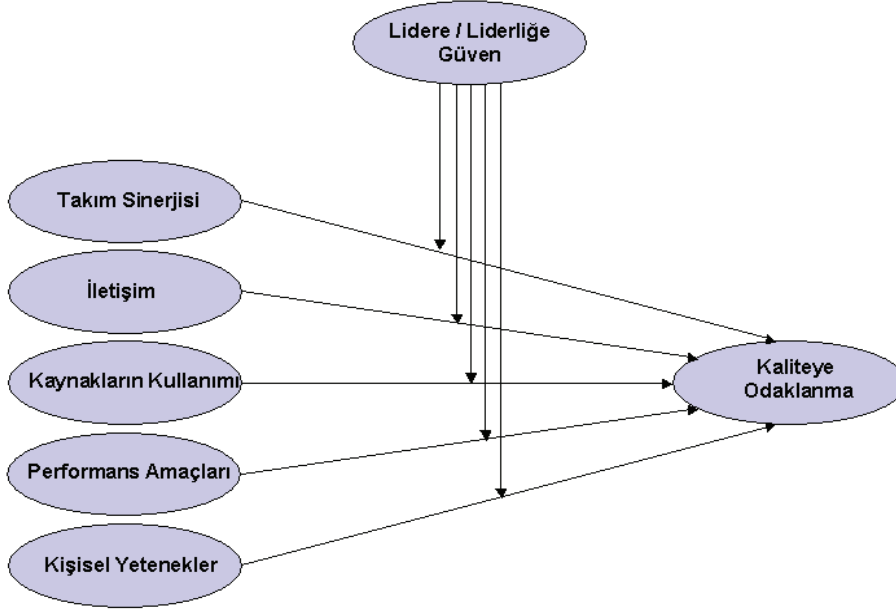 Lidere / Liderliğe
Güven
Takım Sinerjisi
İletişim
Kaynakların Kullanımı
Kaliteye
Odaklanma
Performans Amaçları
Kişisel Yetenekler